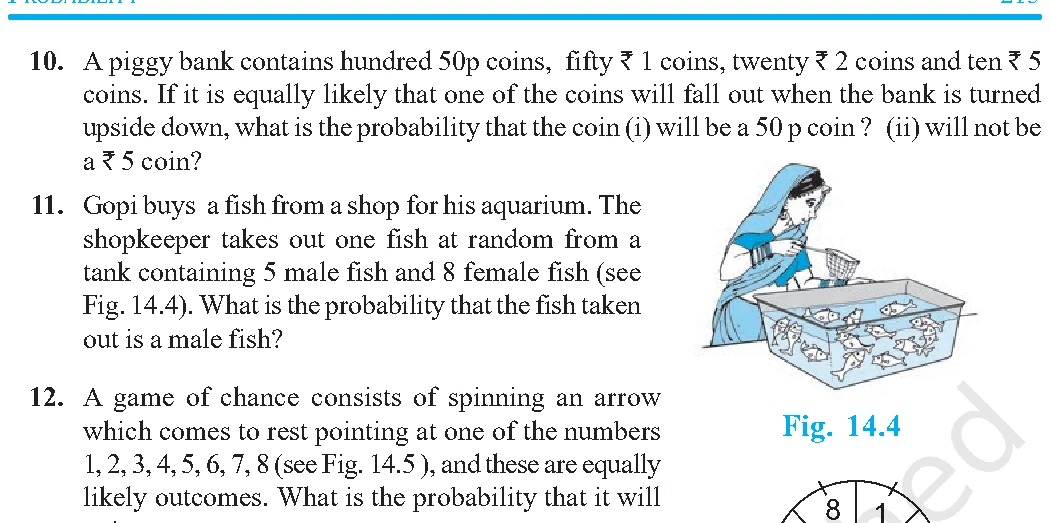 10. A piggy bank contains hundred 50p coins, fifty ₹ 1 coins, twenty ₹ 2 coins and ten ₹ 5
coins. If it is equally likely that one of the coins will fall out when the bank is turned
upside down, what is the probability that the coin (i) will be a 50 p coin ? (ii) will not be
a ₹ 5 coin?
11. Gopi buys a fish from a shop for his aquarium. The
shopkeeper takes out one fish at random from a
tank containing 5 male fish and 8 female fish (see
Fig. 14.4). What is the probability that the fish taken
out is a male fish?
Fig. 14.4
12. A game of chance consists of spinning an arrow
which comes to rest pointing at one of the numbers
1, 2, 3, 4, 5, 6, 7, 8 (see Fig. 14.5 ), and these are equally
likely outcomes. What is the probability that it will
8 1